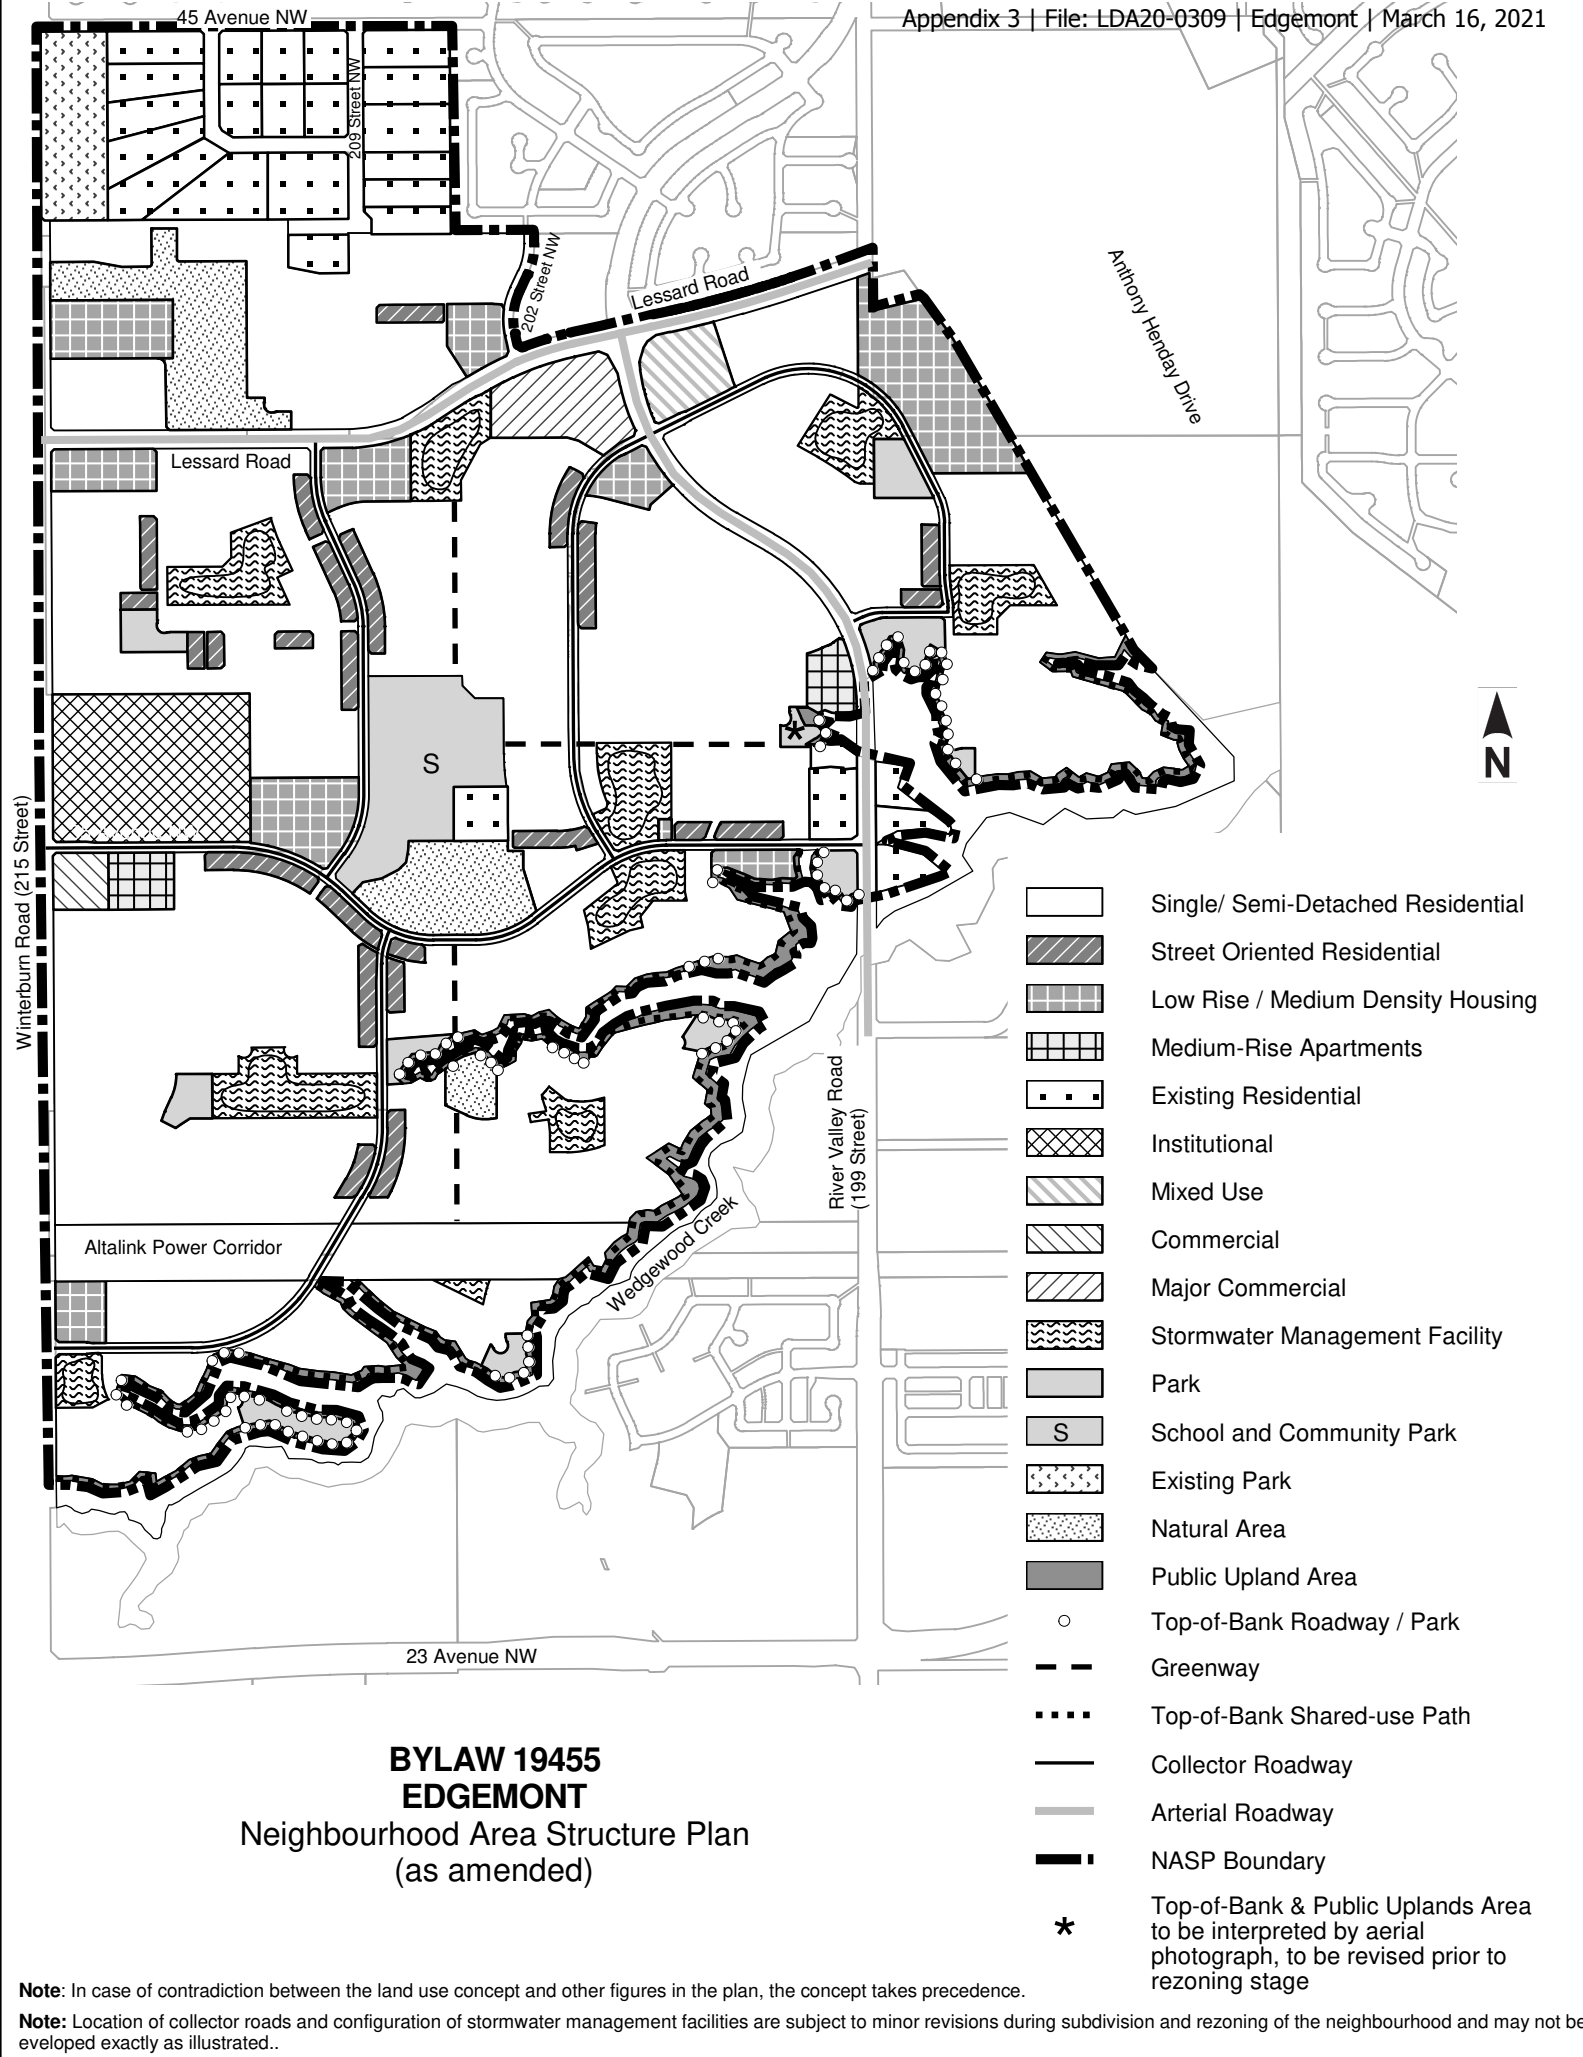 Appendix 3 | File: LDA20-0309 | Edgemont | March 16, 2021
45 Avenue NW
209 Street NW
202 Street NW
Lessard Road
Anthony Henday Drive
Lessard Road
S
N
Winterburn Road (215 Street)
Altalink Power Corridor
Wedgewood Creek
River Valley Road
(199 Street)
23 Avenue NW
Single/ Semi-Detached Residential
Street Oriented Residential
Low Rise / Medium Density Housing
Medium-Rise Apartments
Existing Residential
Institutional
Mixed Use
Commercial
Major Commercial
Stormwater Management Facility
Park
S School and Community Park
Existing Park
Natural Area
Public Upland Area
Top-of-Bank Roadway / Park
Greenway
Top-of-Bank Shared-use Path
Collector Roadway
Arterial Roadway
NASP Boundary
* Top-of-Bank & Public Uplands Area
to be interpreted by aerial
photograph, to be revised prior to
rezoning stage
BYLAW 19455
EDGEMONT
Neighbourhood Area Structure Plan
(as amended)
Note: In case of contradiction between the land use concept and other figures in the plan, the concept takes precedence.
Note: Location of collector roads and configuration of stormwater management facilities are subject to minor revisions during subdivision and rezoning of the neighbourhood and may not be
eveloped exactly as illustrated..